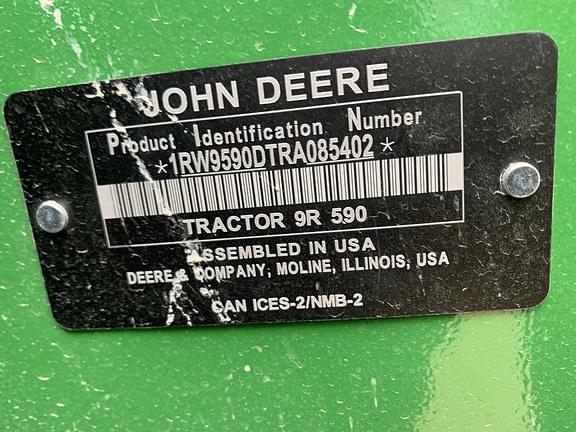 JOHN DEERE
Product Identification Number
*1RW9590DTRA085402*
TRACTOR 9R 590
ASSEMBLED IN USA
DEERE & COMPANY, MOLINE, ILLINOIS, USA
CAN ICES-2/NMB-2